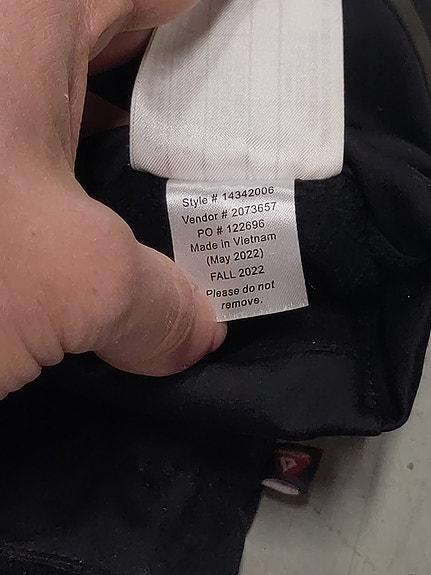 Style # 14342006
Vendor # 2073657
PO # 122696
Made in Vietnam
(May 2022)
FALL 2022
Please do not
remove.